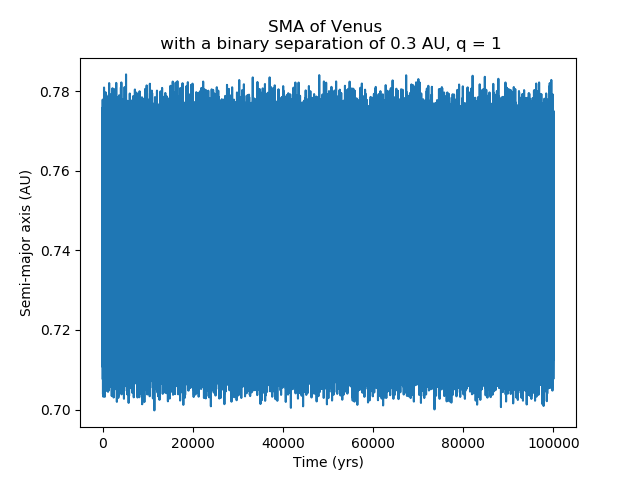 SMA of Venus
with a binary separation of 0.3 AU, q = 1
0.78
0.76
0.74
0.72
0.70
Semi-major axis (AU)
0 20000 40000 60000 80000 100000
Time (yrs)